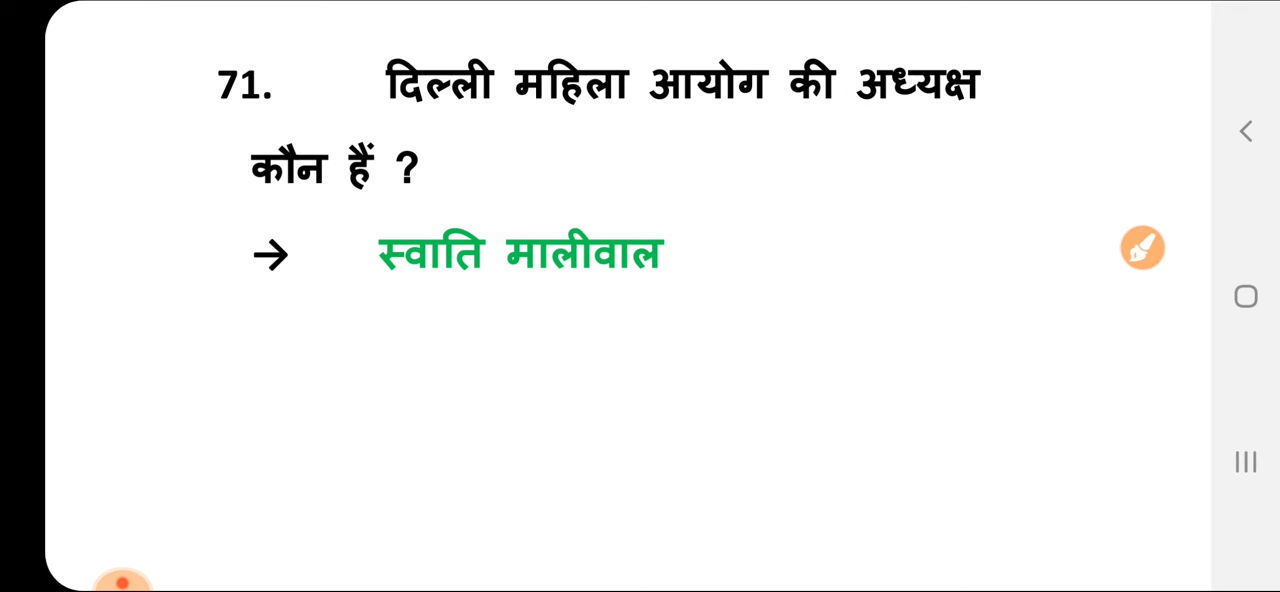 71. दिल्ली महिला आयोग की अध्यक्ष
कौन हैं ?
→ स्वाति मालीवाल